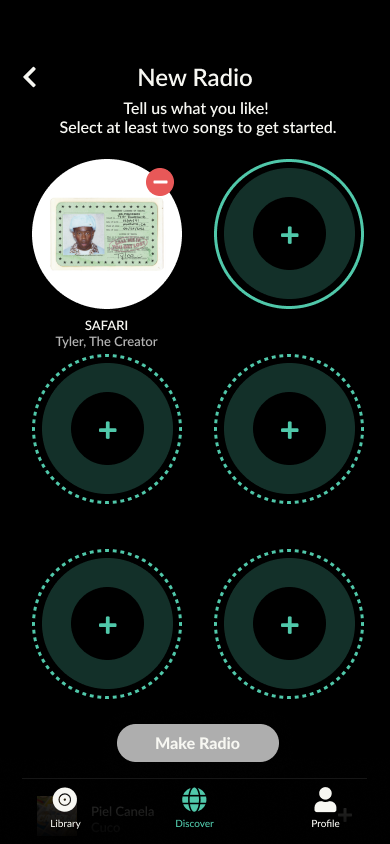 New Radio
Tell us what you like!
Select at least two songs to get started.
SAFARI
Tyler, The Creator
Make Radio
Piel Canela
Cuco
Library
Discover
Profile